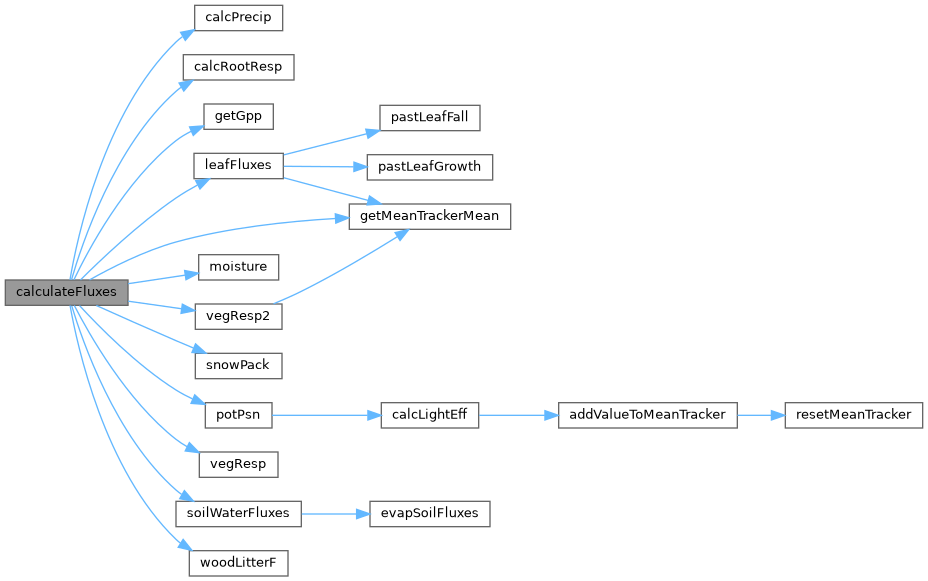 calcPrecip
calcRootResp
getGpp
pastLeafFall
leafFluxes
pastLeafGrowth
getMeanTrackerMean
moisture
calculateFluxes
vegResp2
snowPack
potPsn
calcLightEff
addValueToMeanTracker
resetMeanTracker
vegResp
soilWaterFluxes
evapSoilFluxes
woodLitterF